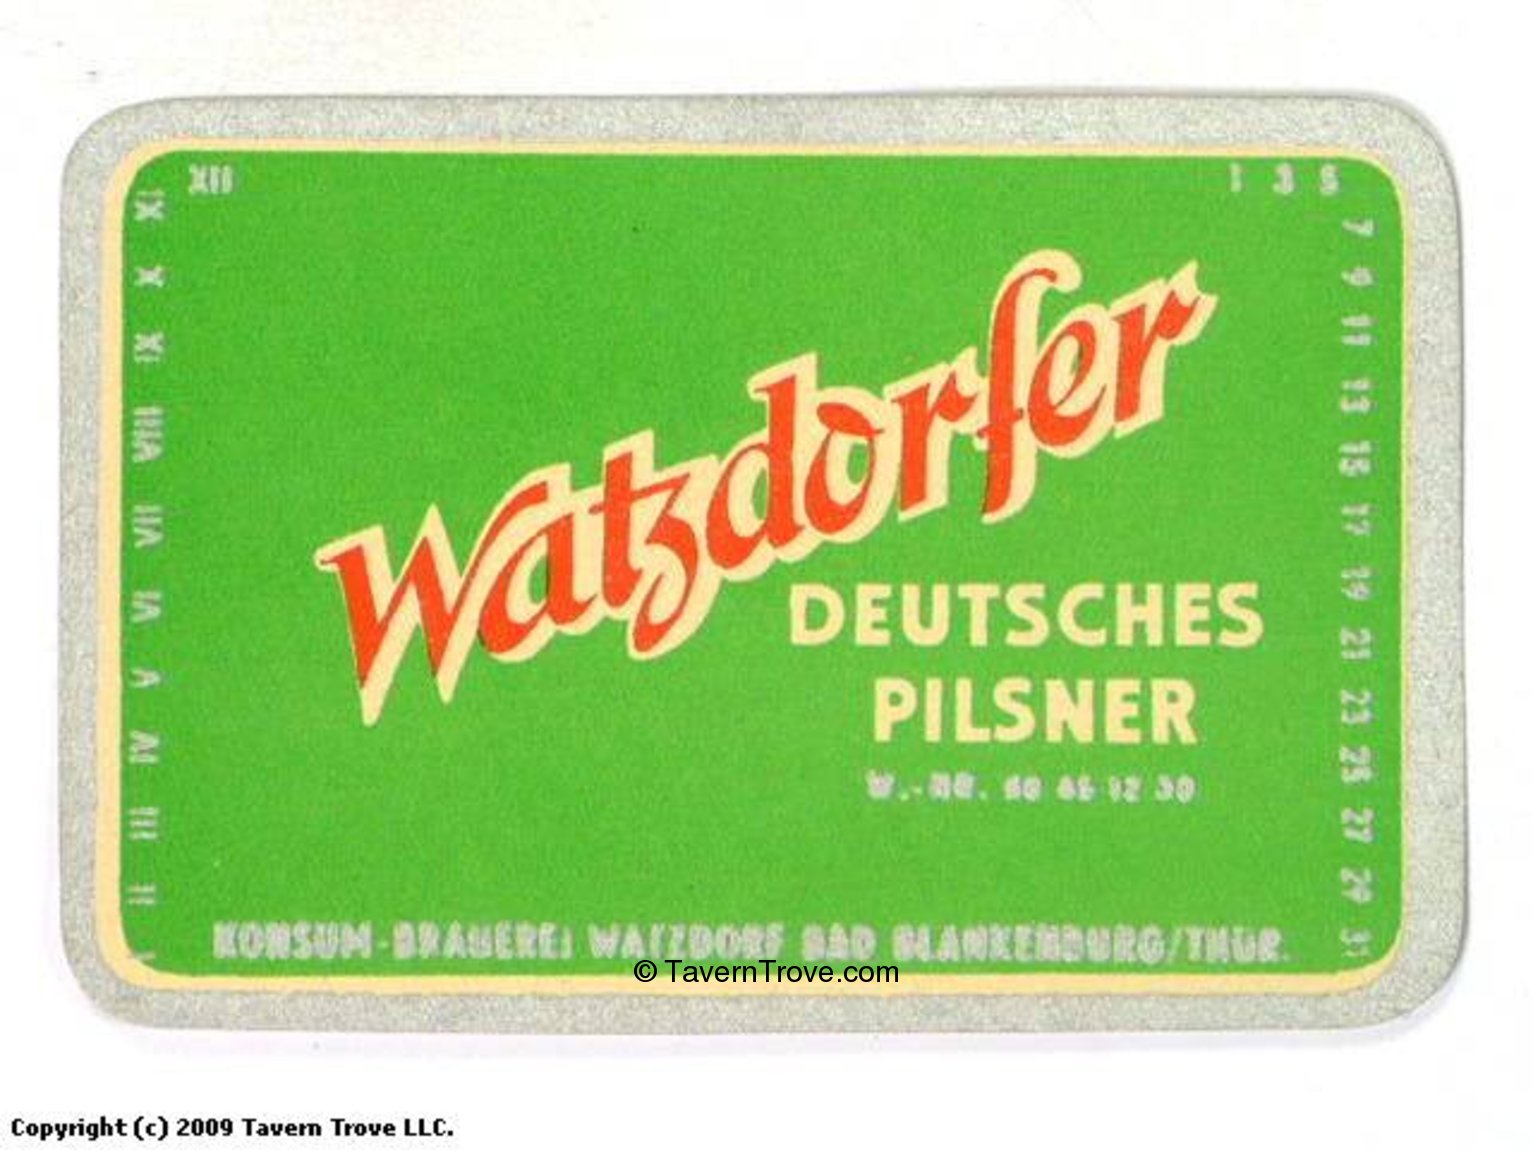 XII
XI
X
IX
VIII
VII
VI
V
IV
III
II
I
1 3 5
7
9
11
13
15
17
19
21
23
25
27
29
31
Watzdorfer
DEUTSCHES
PILSNER
W.-NR.
KONSUM-BRAUEREI WATZDORF BAD BLANKENBURG/THÜR.
© TavernTrove.com
Copyright (c) 2009 Tavern Trove LLC.